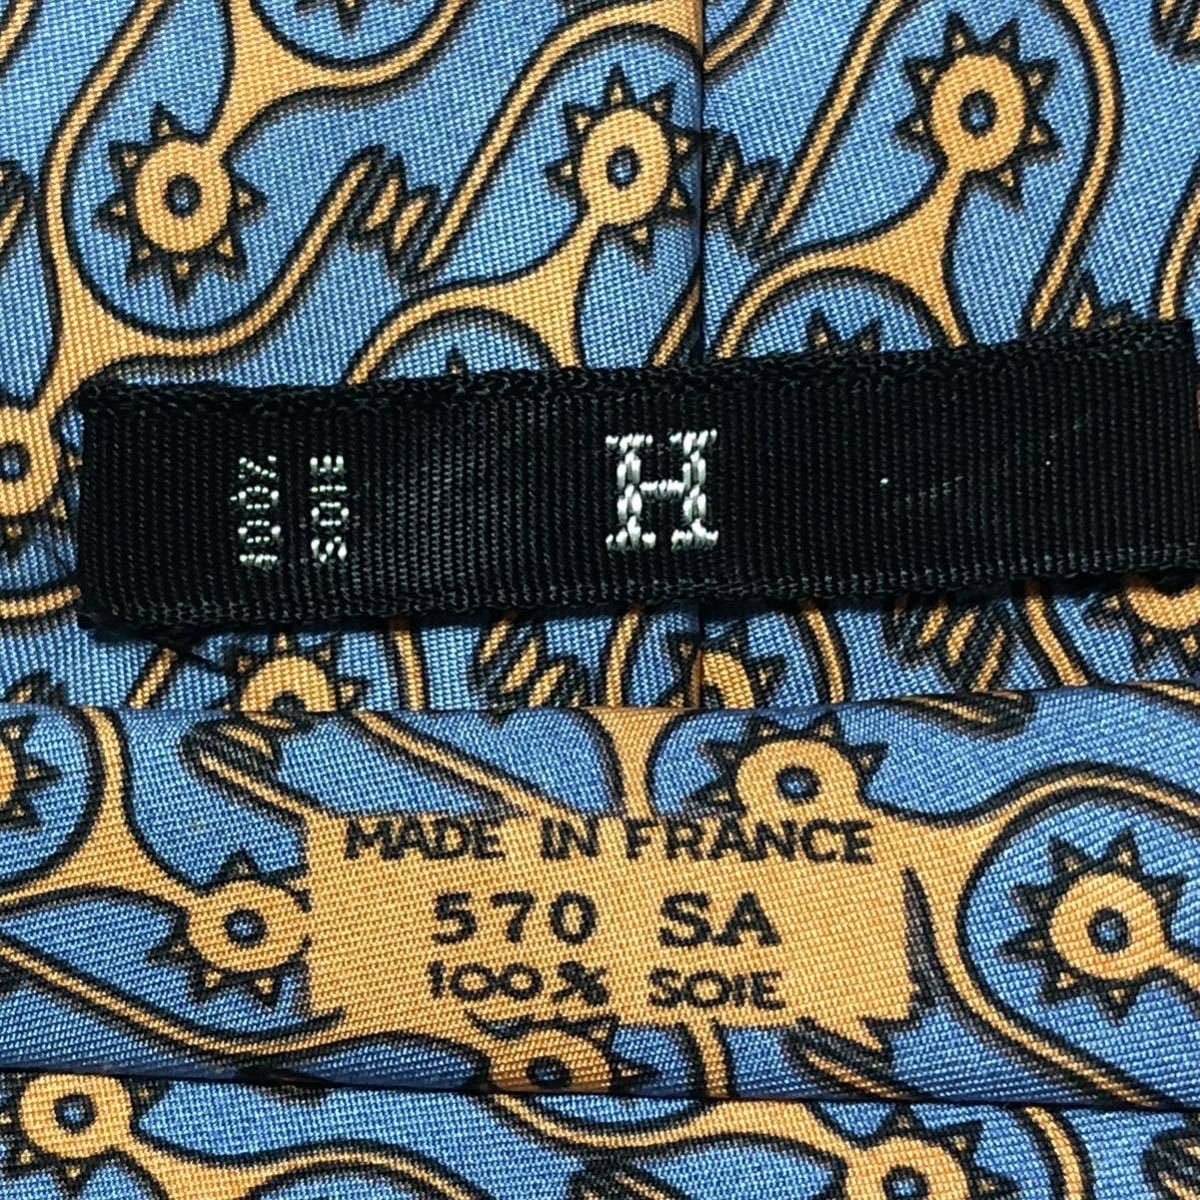 100%
SOIE
H
MADE IN FRANCE
570 SA
100% SOIE